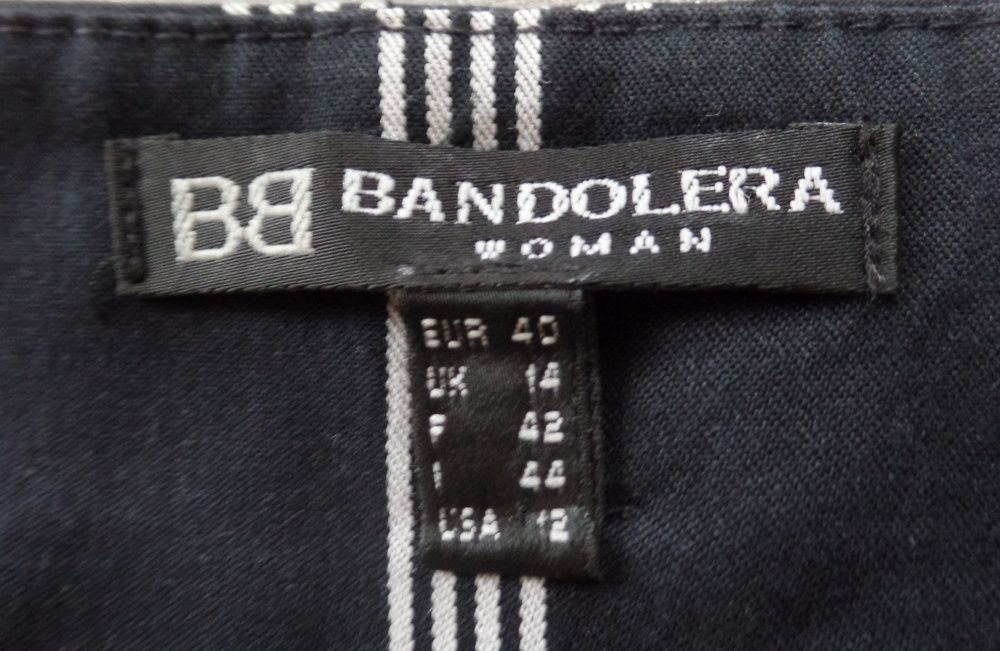 BB BANDOLERA
WOMAN
EUR 40
UK 14
F 42
I 44
USA 12